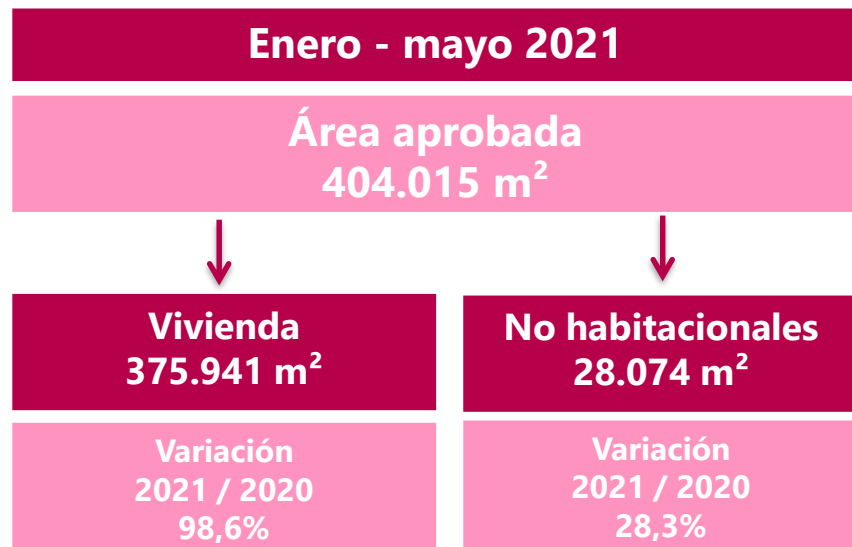 Enero - mayo 2021
Área aprobada
404.015 m²
Vivienda
375.941 m²
No habitacionales
28.074 m²
Variación
2021 / 2020
98,6%
Variación
2021 / 2020
28,3%